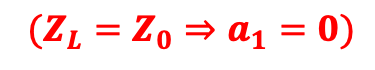 (Z_L = Z_0 ⇒ a_1 = 0)